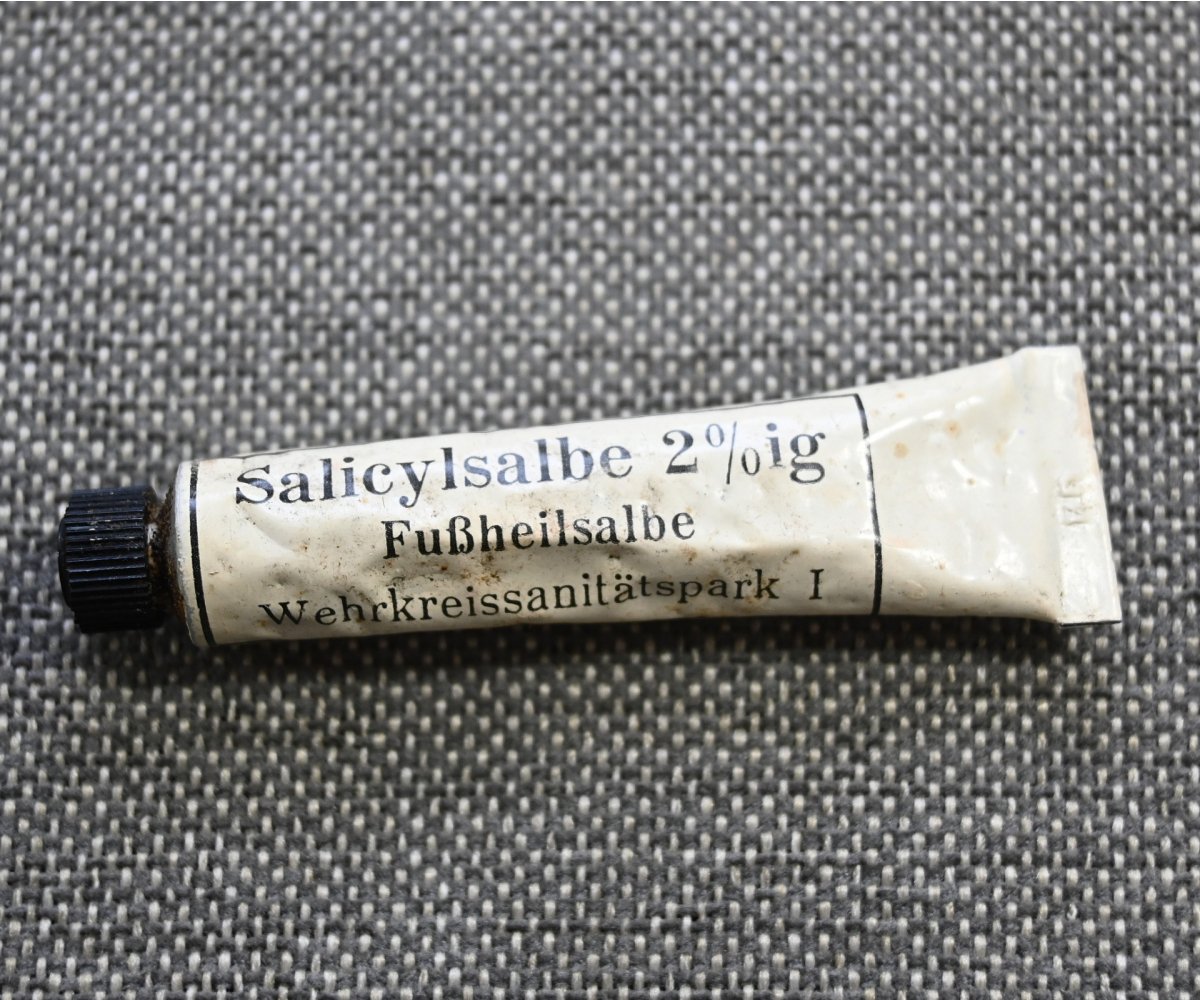 Salicylsalbe 2%ig
Fußheilsalbe
Wehrkreissanitätspark I